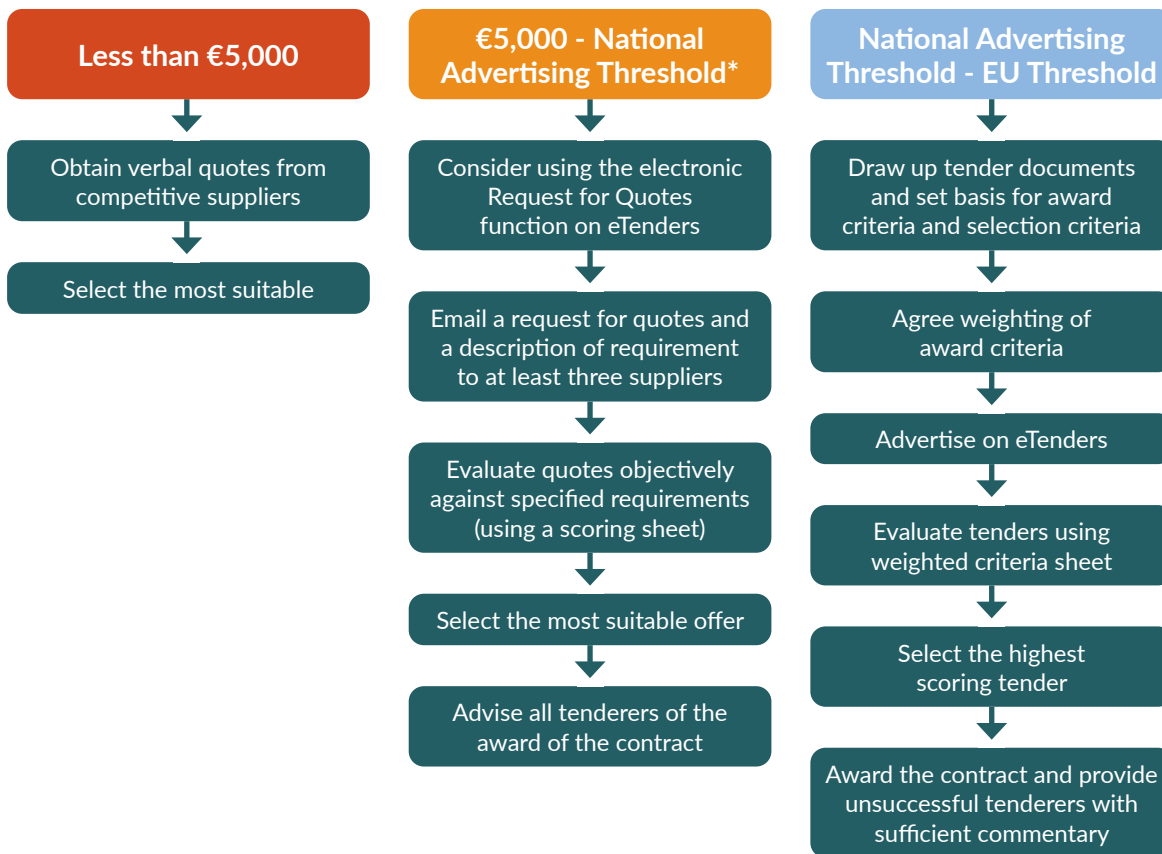 Less than €5,000
Obtain verbal quotes from
competitive suppliers
Select the most suitable
€5,000 - National
Advertising Threshold*
Consider using the electronic
Request for Quotes
function on eTenders
Email a request for quotes and
a description of requirement
to at least three suppliers
Evaluate quotes objectively
against specified requirements
(using a scoring sheet)
Select the most suitable offer
Advise all tenderers of the
award of the contract
National Advertising
Threshold - EU Threshold
Draw up tender documents
and set basis for award
criteria and selection criteria
Agree weighting of
award criteria
Advertise on eTenders
Evaluate tenders using
weighted criteria sheet
Select the highest
scoring tender
Award the contract and provide
unsuccessful tenderers with
sufficient commentary